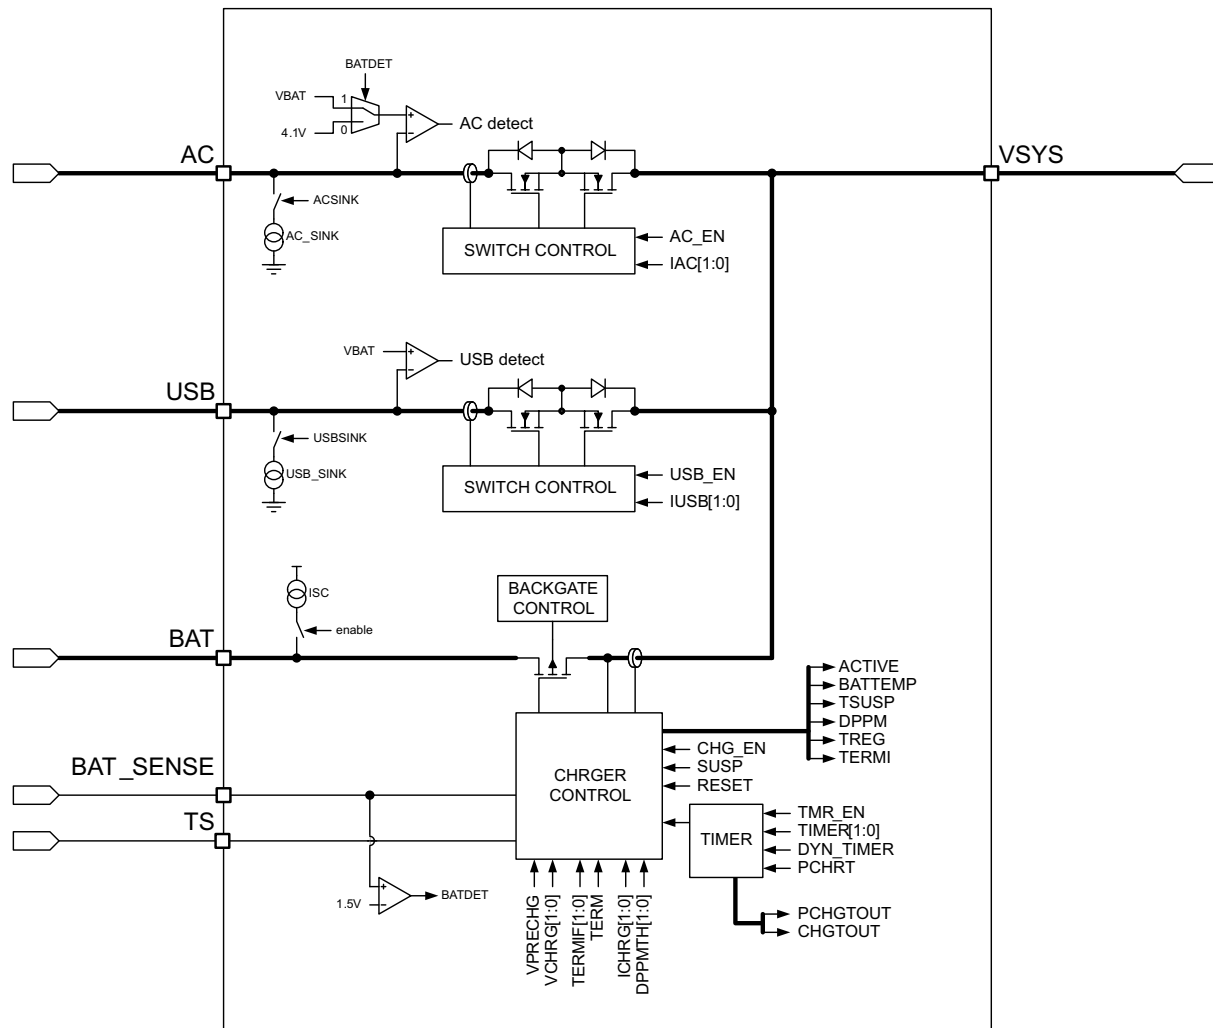 BATDET
VBAT
1
+
AC detect
4.1V
0
−
AC
VSYS
ACSINK
AC_SINK
SWITCH CONTROL
AC_EN
IAC[1:0]
VBAT
+
USB detect
−
USB
USBSINK
USB_SINK
SWITCH CONTROL
USB_EN
IUSB[1:0]
ISC
BACKGATE
CONTROL
enable
BAT
ACTIVE
BATTEMP
TSUSP
DPPM
TREG
TERMI
CHG_EN
SUSP
RESET
BAT_SENSE
CHRGER
CONTROL
TS
TIMER
TMR_EN
TIMER[1:0]
DYN_TIMER
PCHRT
+
1.5V
−
BATDET
VPRECHG
VCHRG[1:0]
TERMIF[1:0]
TERM
ICHRG[1:0]
DPPMTH[1:0]
PCHGTOUT
CHGTOUT